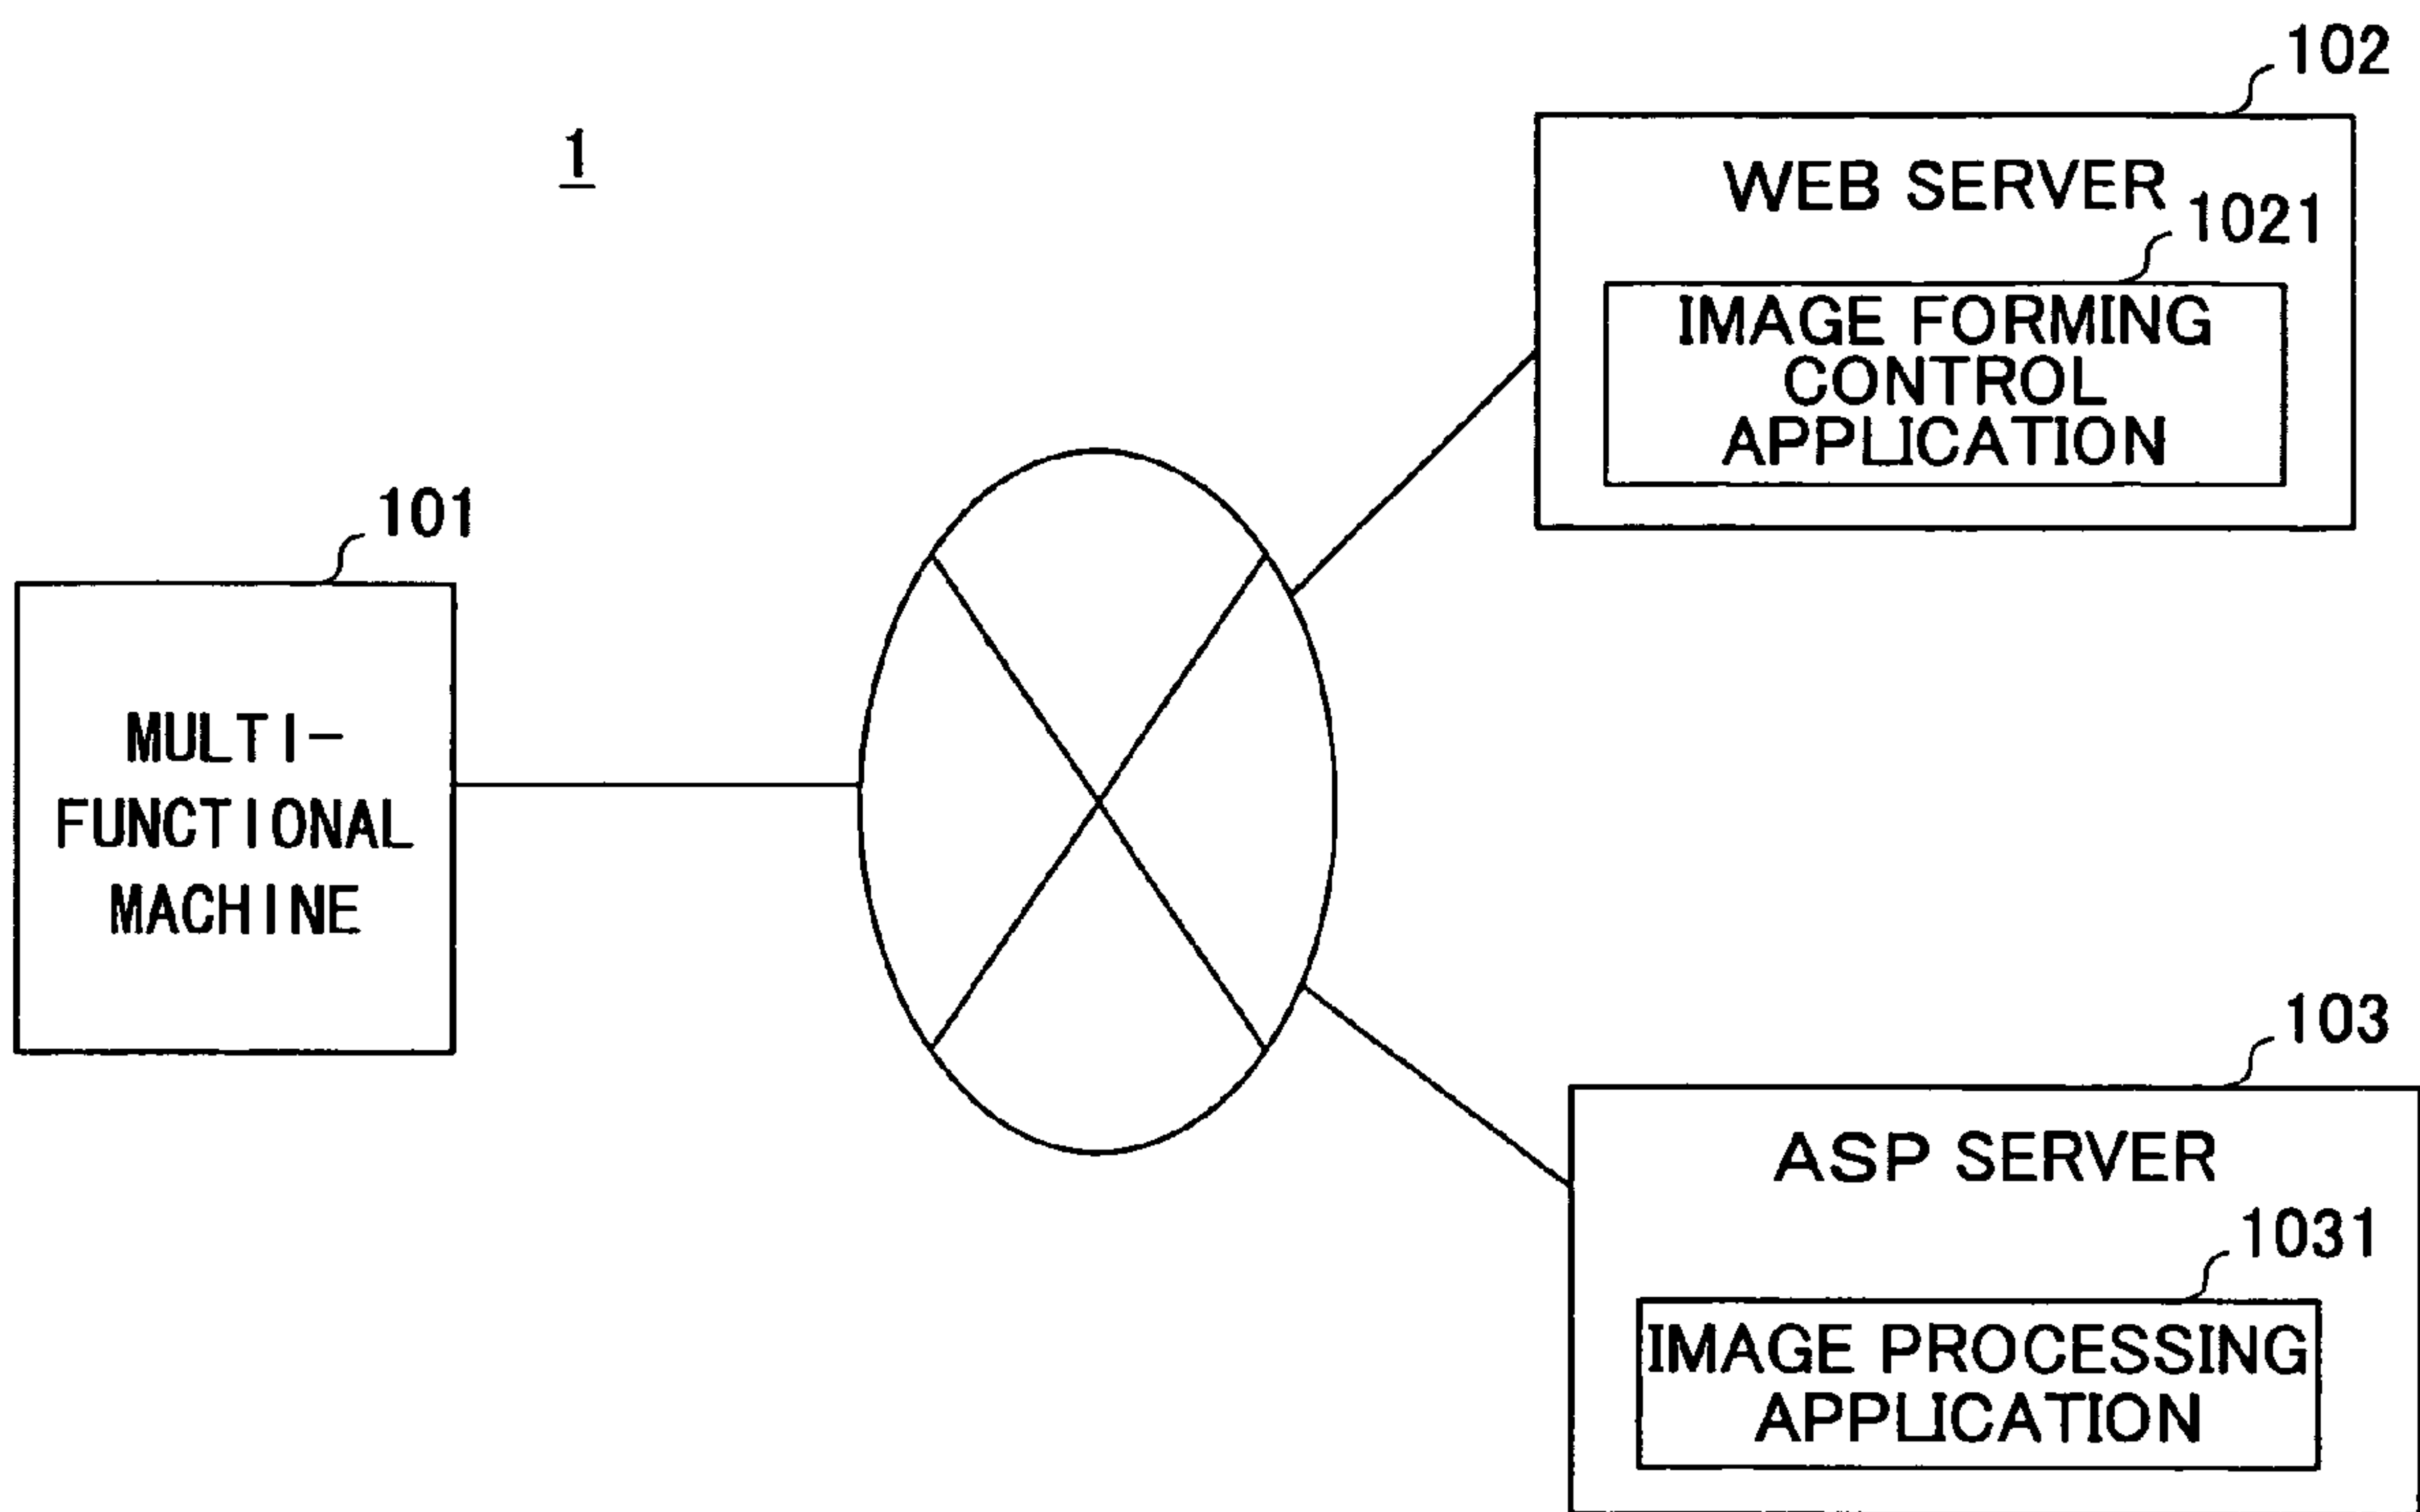 1
102
WEB SERVER
1021
IMAGE FORMING
CONTROL
APPLICATION
101
MULTI-
FUNCTIONAL
MACHINE
103
ASP SERVER
1031
IMAGE PROCESSING
APPLICATION